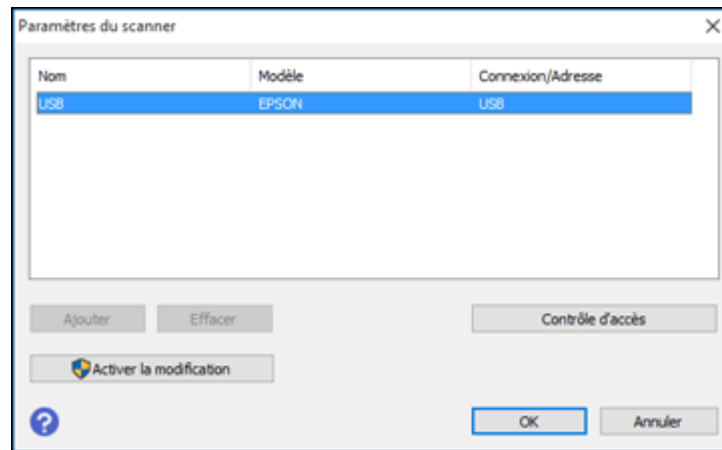 Paramètres du scanner
Nom Modèle Connexion/Adresse
USB EPSON USB
Ajouter Effacer Contrôle d'accès
Activer la modification
? OK Annuler